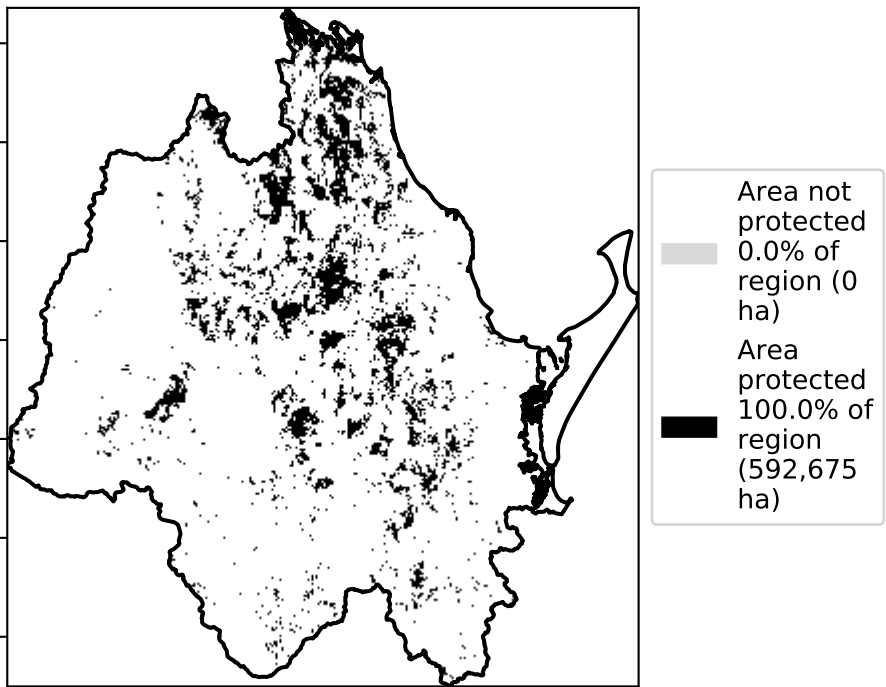 Area not
protected
0.0% of
region (0
ha)
Area
protected
100.0% of
region
(592,675
ha)